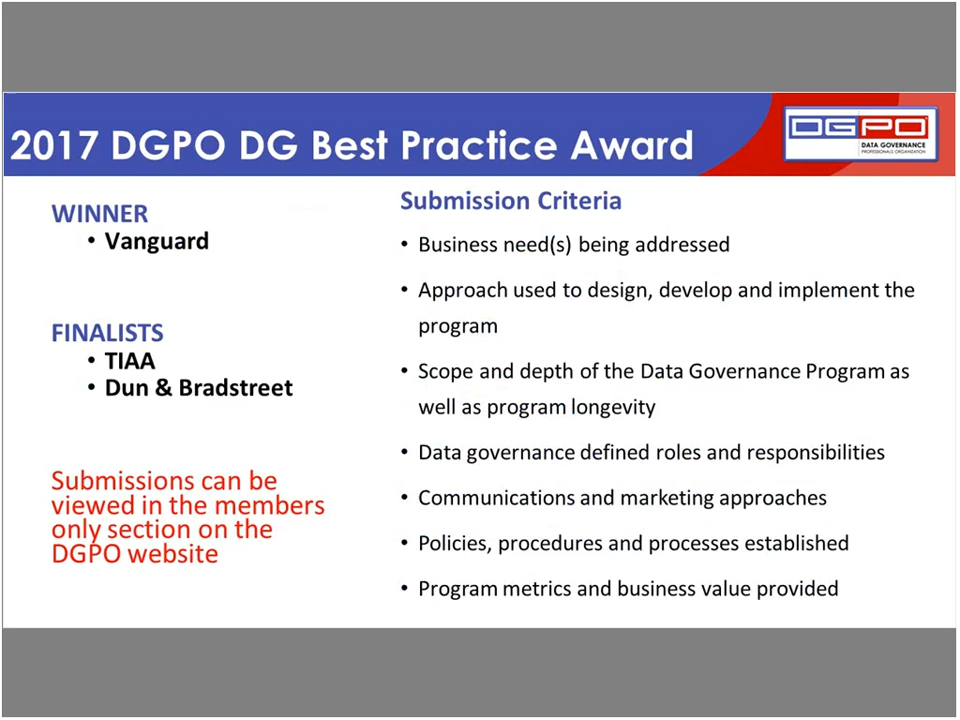 2017 DGPO DG Best Practice Award
DGPO
DATA GOVERNANCE
PROFESSIONALS ORGANIZATION
WINNER
• Vanguard
FINALISTS
• TIAA
• Dun & Bradstreet
Submissions can be
viewed in the members
only section on the
DGPO website
Submission Criteria
• Business need(s) being addressed
• Approach used to design, develop and implement the
program
• Scope and depth of the Data Governance Program as
well as program longevity
• Data governance defined roles and responsibilities
• Communications and marketing approaches
• Policies, procedures and processes established
• Program metrics and business value provided